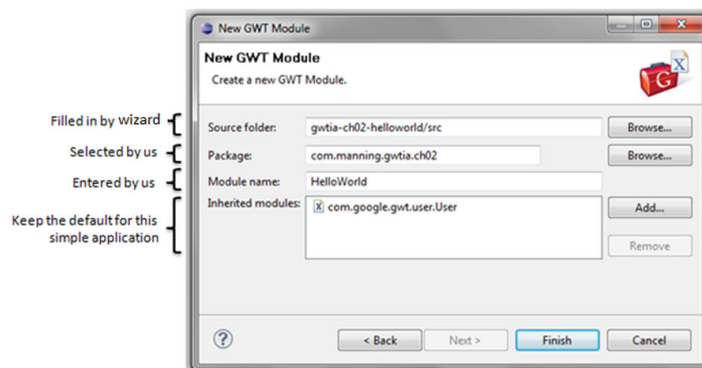 New GWT Module
New GWT Module
Create a new GWT Module.
Filled in by wizard
Source folder: gwtia-ch02-helloworld/src Browse...
Selected by us
Package: com.manning.gwtia.ch02 Browse...
Entered by us
Module name: HelloWorld
Keep the default for this
simple application
Inherited modules: com.google.gwt.user.User Add...
Remove
< Back Next > Finish Cancel